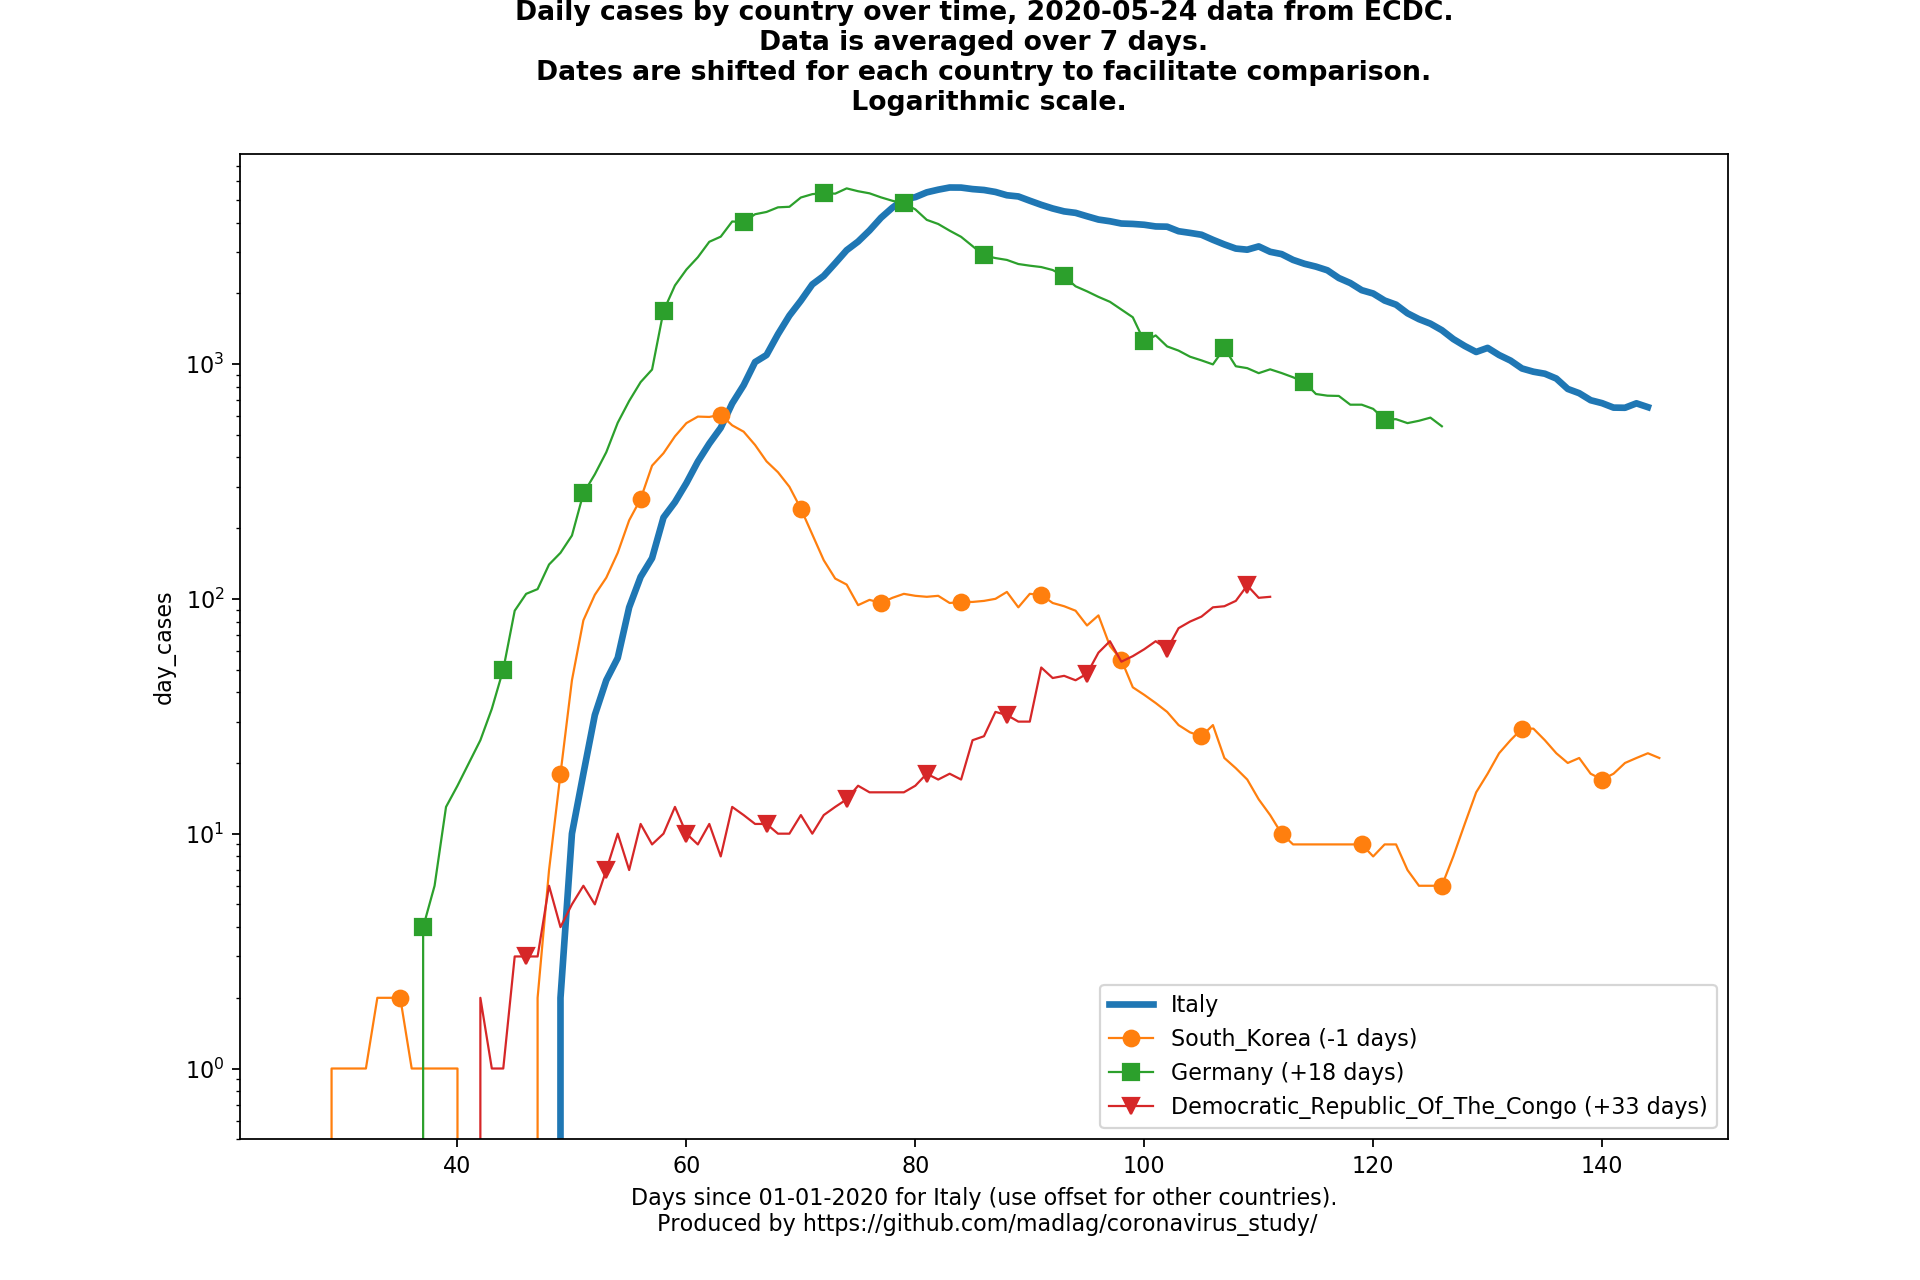 Daily cases by country over time, 2020-05-24 data from ECDC.
Data is averaged over 7 days.
Dates are shifted for each country to facilitate comparison.
Logarithmic scale.
10³
10²
10¹
10⁰
day_cases
40 60 80 100 120 140
Italy
South_Korea (-1 days)
Germany (+18 days)
Democratic_Republic_Of_The_Congo (+33 days)
Days since 01-01-2020 for Italy (use offset for other countries).
Produced by https://github.com/madlag/coronavirus_study/